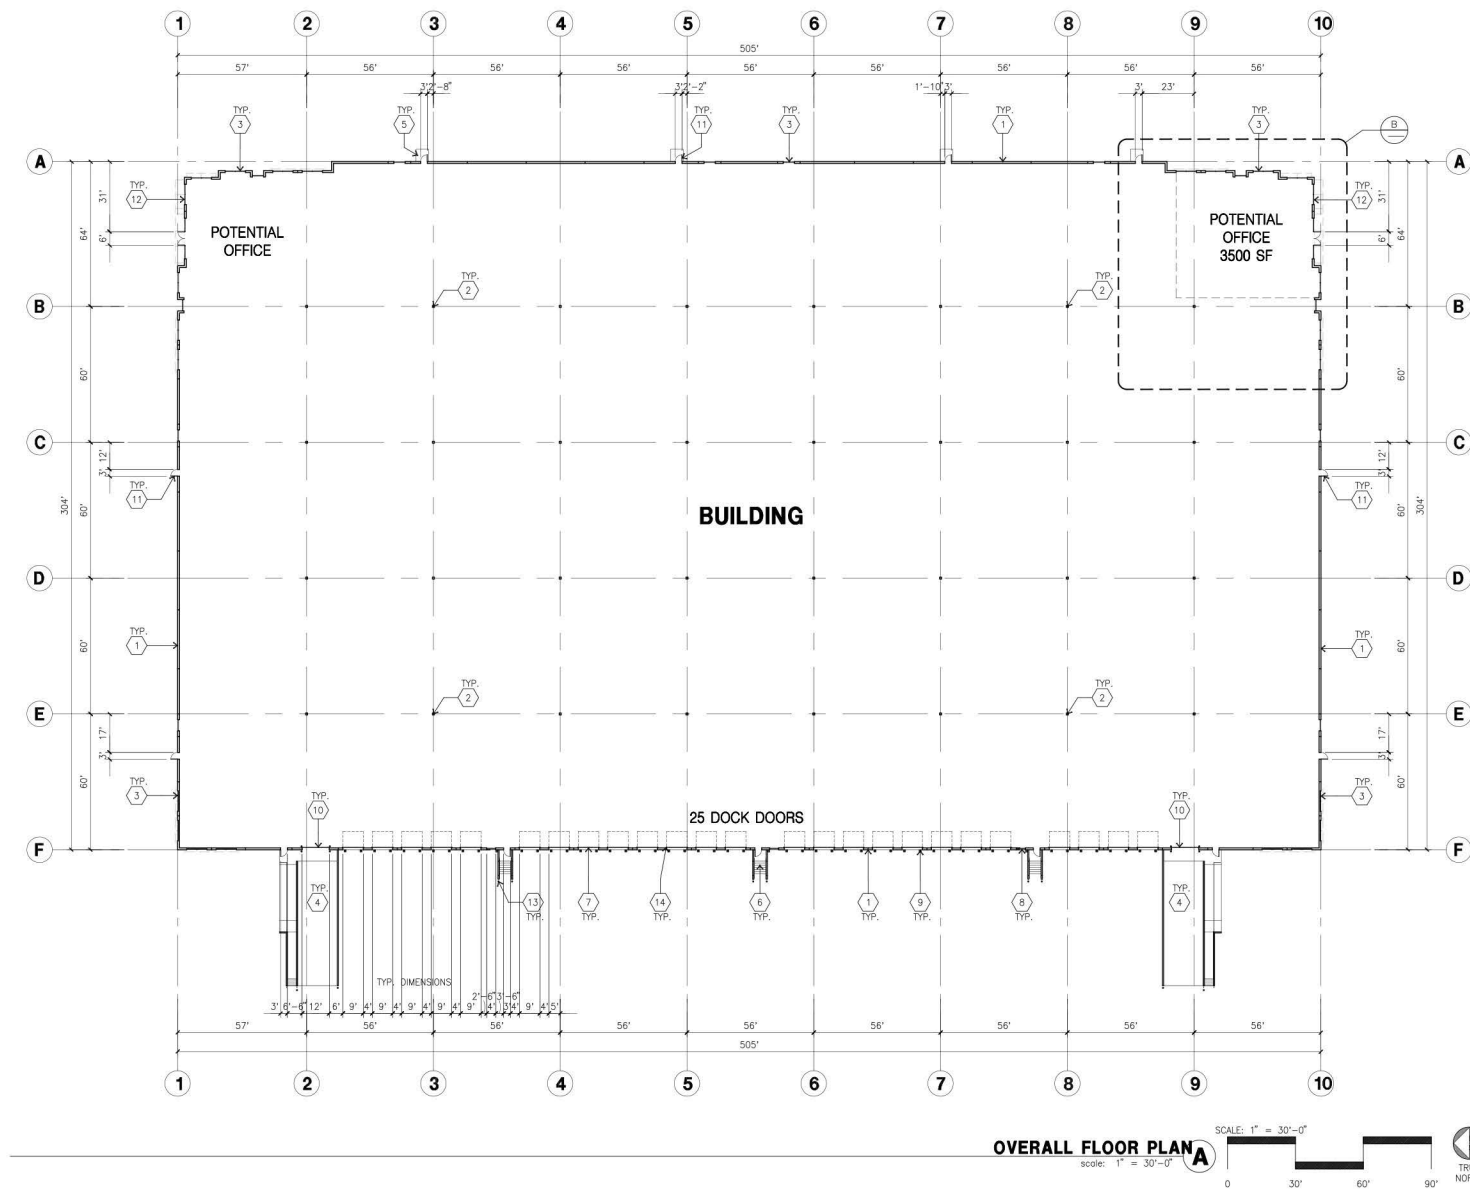 1 2 3 4 5 6 7 8 9 10
505'
57' 56' 56' 56' 56' 56' 56' 56' 56'
3' 2'-8" 3' 2'-2" 1'-10" 3' 3' 23'
TYP. 3
TYP. 5
TYP. 11
TYP. 3
TYP. 1
TYP. 3
B
A A
31' 31'
TYP. 12
TYP. 12
64' 64'
6' 6'
POTENTIAL
OFFICE
POTENTIAL
OFFICE
3500 SF
TYP. 2
TYP. 2
B B
60' 60'
C C
12' 12'
3' 3'
11 TYP.
11 TYP.
304' 60' 60' 304'
BUILDING
D D
TYP. 1
TYP. 1
60' 60'
TYP. 2
TYP. 2
E E
17' 17'
3' 3'
60' 60'
TYP. 3
TYP. 3
TYP. 10
25 DOCK DOORS
TYP. 10
F F
TYP. 4
13 TYP.
7 TYP.
14 TYP.
6 TYP.
1 TYP.
9 TYP.
8 TYP.
TYP. 4
TYP. DIMENSIONS
2'-6" 3'-6"
3' 6'-6" 12' 6' 9' 4' 9' 4' 9' 4' 9' 4' 9' 4' 3' 4' 9' 4' 5'
57' 56' 56' 56' 56' 56' 56' 56' 56'
505'
1 2 3 4 5 6 7 8 9 10
OVERALL FLOOR PLAN A
scale: 1" = 30'-0"
SCALE: 1" = 30'-0"
0 30' 60' 90'